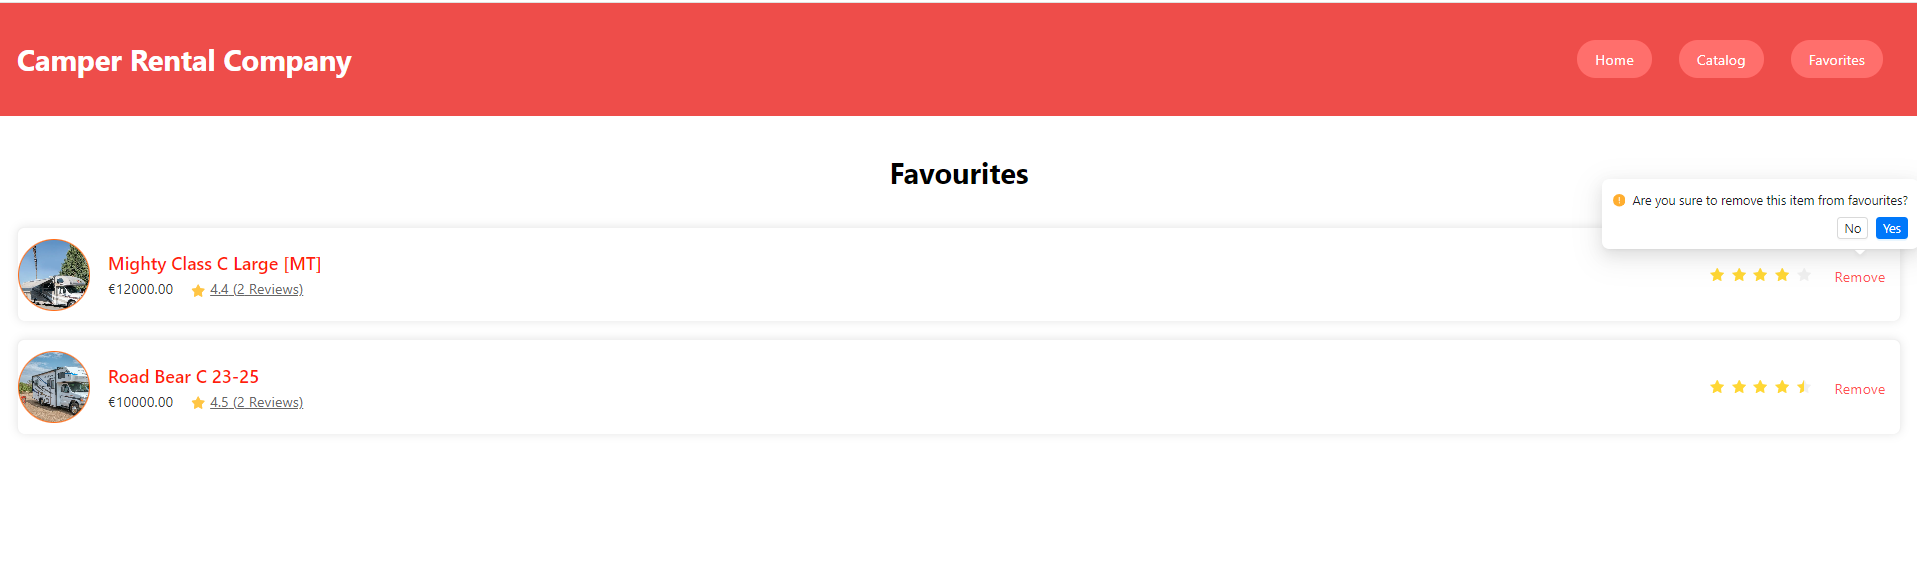 Camper Rental Company
Home
Catalog
Favorites
Favourites
Are you sure to remove this item from favourites?
No
Yes
Mighty Class C Large [MT]
€12000.00
4.4 (2 Reviews)
Remove
Road Bear C 23-25
€10000.00
4.5 (2 Reviews)
Remove